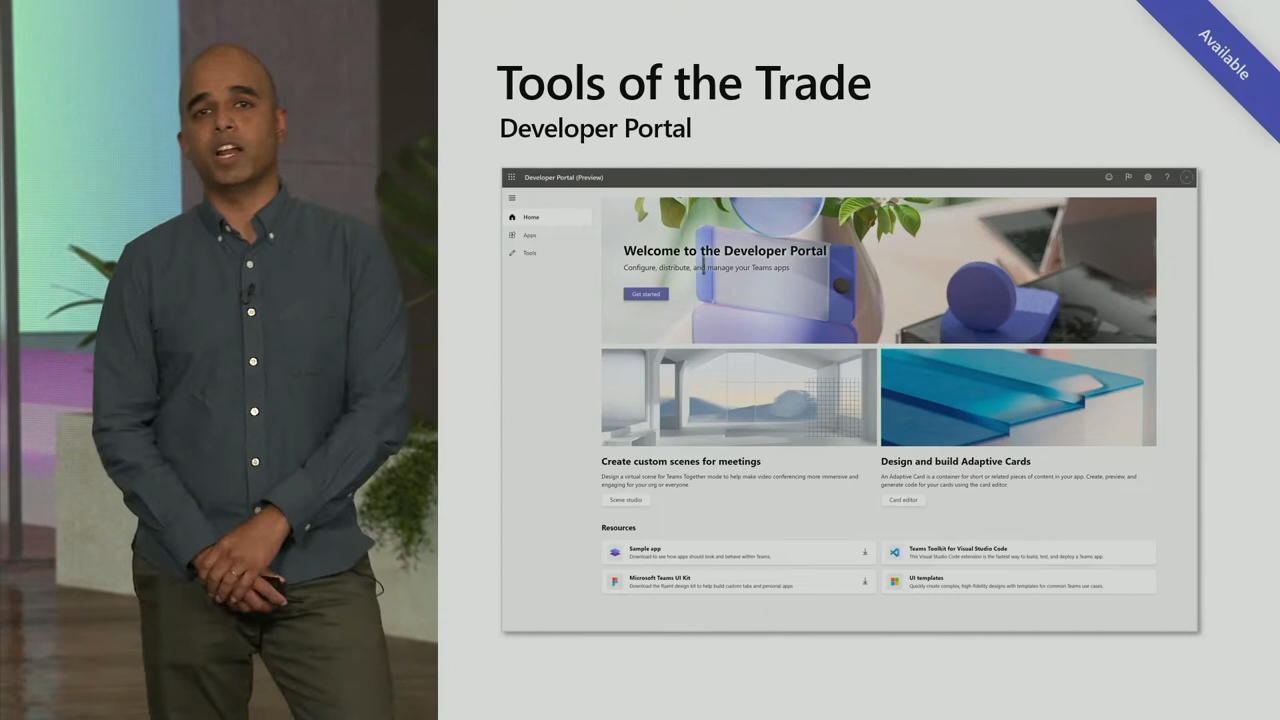 Available
Tools of the Trade
Developer Portal
Developer Portal (Preview)
?
Home
Apps
Tools
Welcome to the Developer Portal
Configure, distribute, and manage your Teams apps
Get started
Create custom scenes for meetings
Design a virtual scene for Teams Together mode to help make video conferencing more immersive and
engaging for your org or everyone.
Scene studio
Design and build Adaptive Cards
An Adaptive Card is a container for short or related pieces of content in your app. Create, preview, and
generate code for your cards using the card editor.
Card editor
Resources
Sample app
Download to see how apps should look and behave within Teams.
Teams Toolkit for Visual Studio Code
This Visual Studio Code extension is the fastest way to build, test, and deploy a Teams app.
Microsoft Teams UI Kit
Download the fluent design kit to help build custom tabs and personal apps
UI templates
Quickly create complex, high-fidelity designs with templates for common Teams use cases.